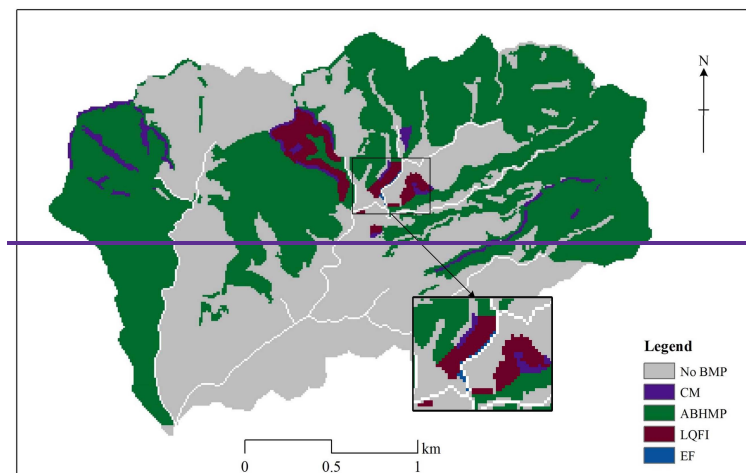 N
Legend
No BMP
CM
ABHMP
LQFI
EF
km
0 0.5 1